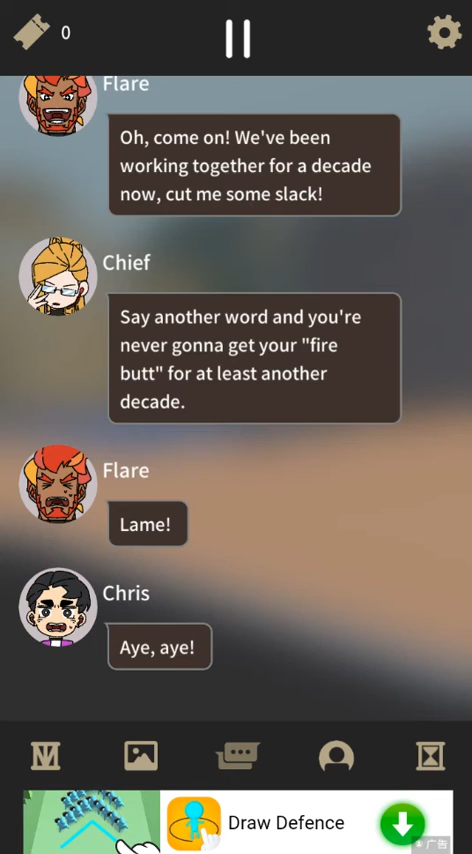 0
Flare
Oh, come on! We've been
working together for a decade
now, cut me some slack!
Chief
Say another word and you're
never gonna get your "fire
butt" for at least another
decade.
Flare
Lame!
Chris
Aye, aye!
Draw Defence
广告